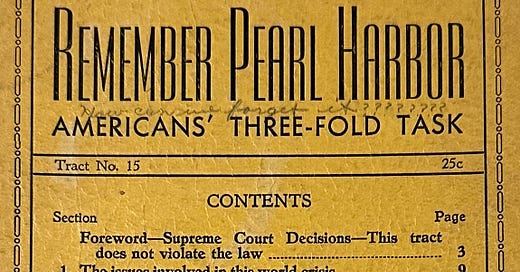 REMEMBER PEARL HARBOR
How can we forget it?????????
AMERICANS' THREE-FOLD TASK
Tract No. 15 25c
CONTENTS
Section Page
Foreword—Supreme Court Decisions—This tract
does not violate the law .......................... 3
1. The issues involved in this world crisis 9